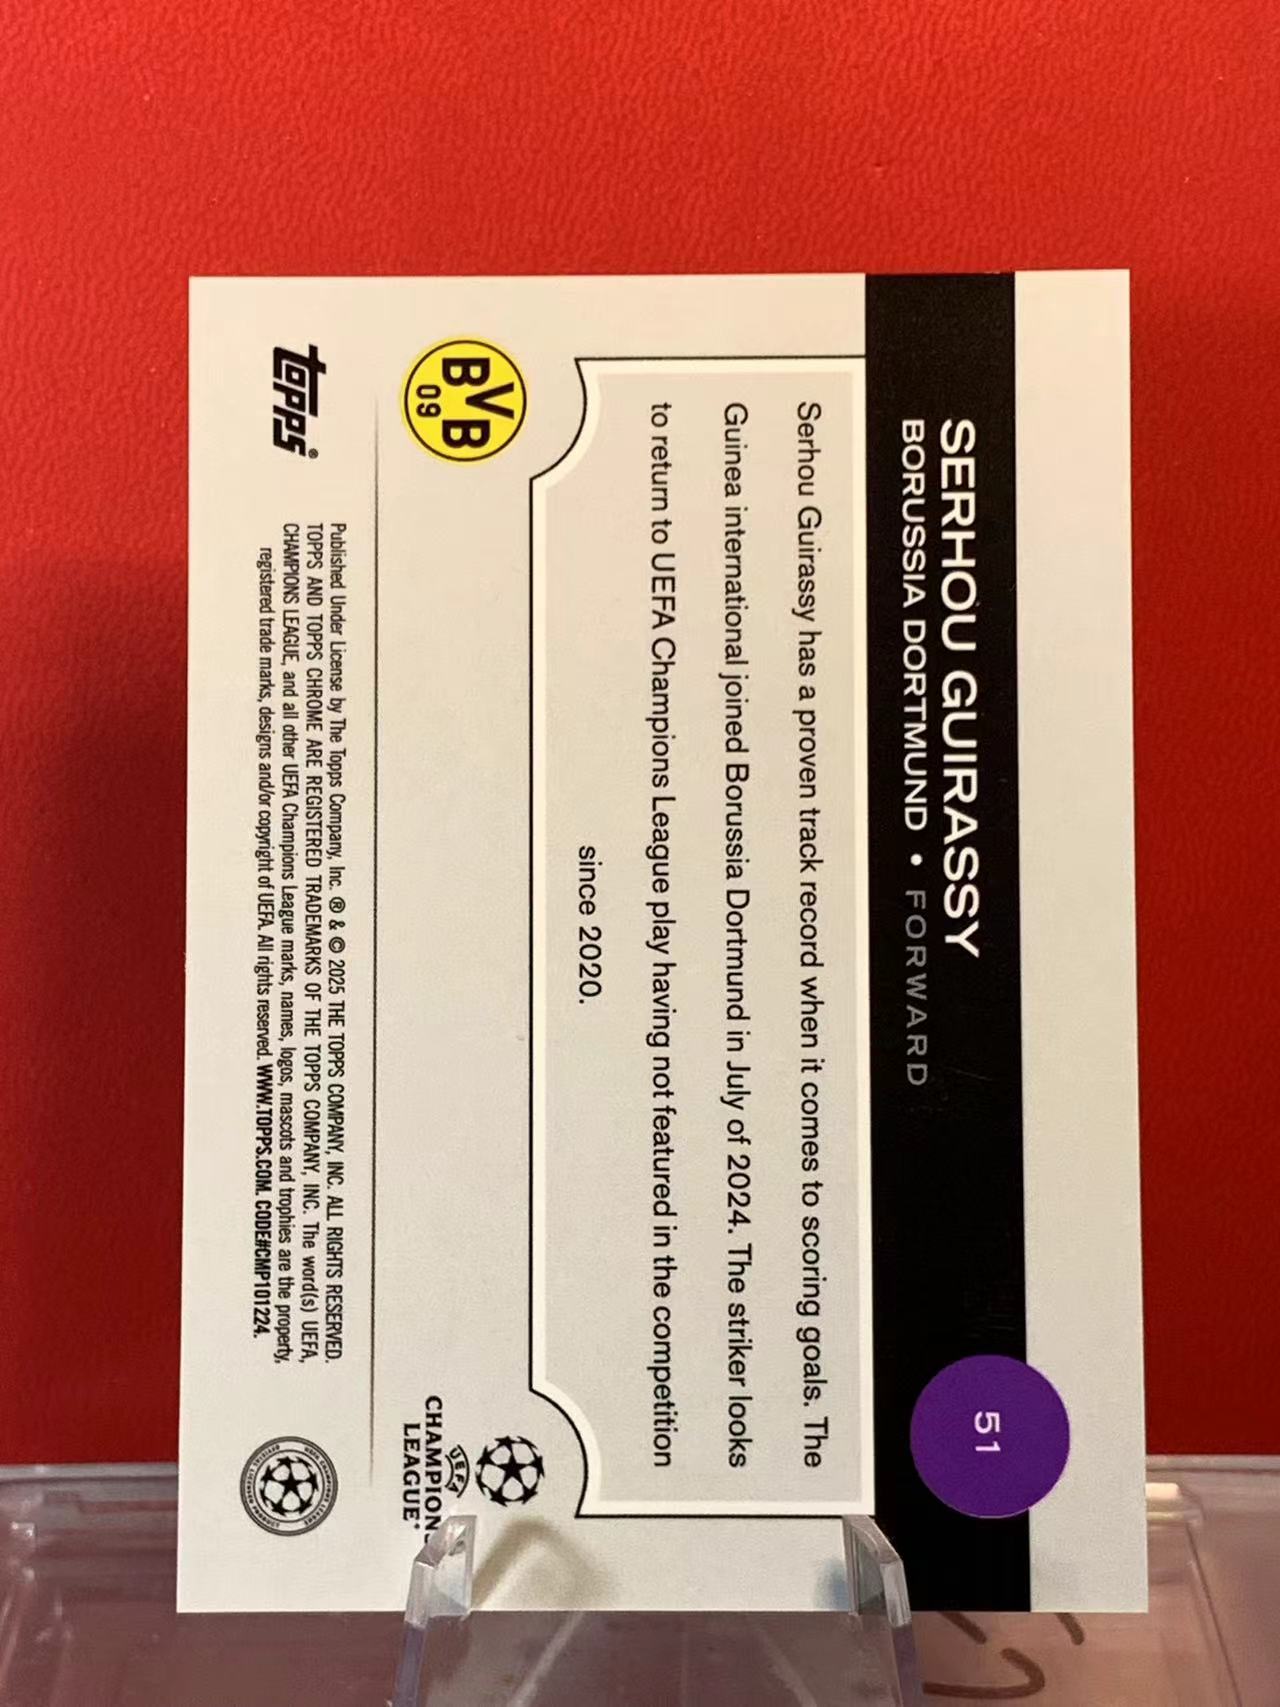 51
SERHOU GUIRASSY
BORUSSIA DORTMUND • FORWARD
Serhou Guirassy has a proven track record when it comes to scoring goals. The
Guinea international joined Borussia Dortmund in July of 2024. The striker looks
to return to UEFA Champions League play having not featured in the competition
since 2020.
BVB
09
UEFA
CHAMPIONS
LEAGUE
topps®
Published Under License by The Topps Company, Inc. ® & © 2025 THE TOPPS COMPANY, INC. ALL RIGHTS RESERVED.
TOPPS AND TOPPS CHROME ARE REGISTERED TRADEMARKS OF THE TOPPS COMPANY, INC. The word(s) UEFA,
CHAMPIONS LEAGUE, and all other UEFA Champions League marks, names, logos, mascots and trophies are the property,
registered trade marks, designs and/or copyright of UEFA. All rights reserved. WWW.TOPPS.COM. CODE#CMP101224.